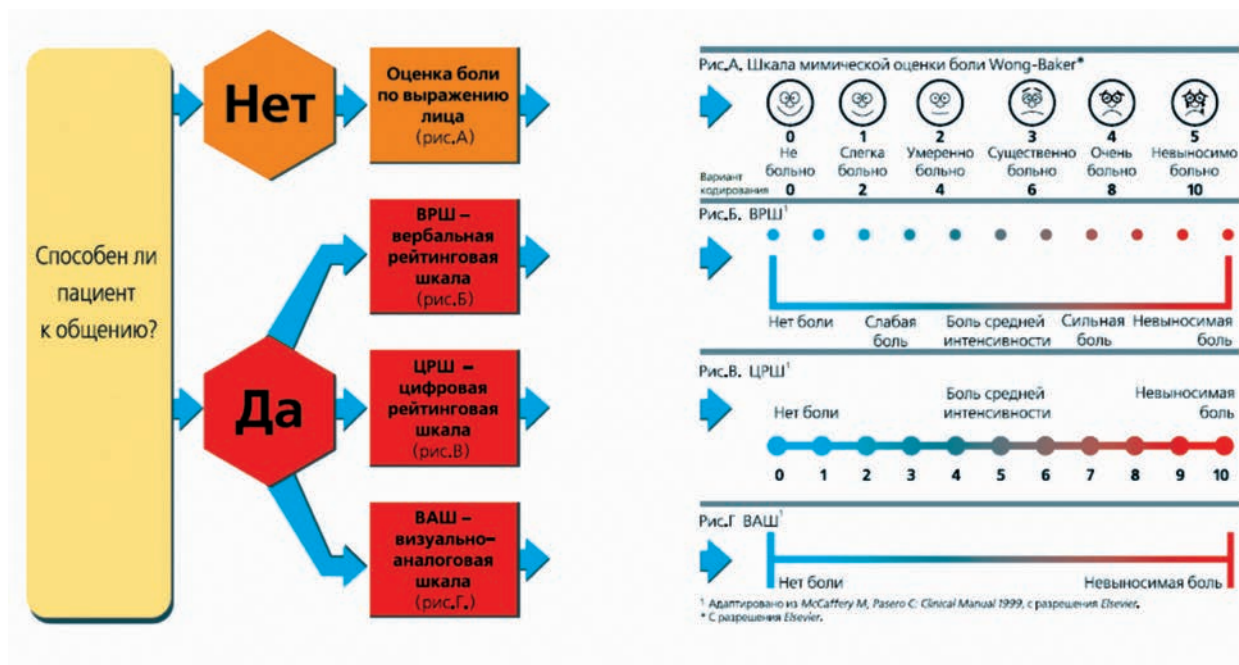 Способен ли
пациент
к общению?
Нет
Оценка боли
по выражению
лица
(рис.А)
Да
ВРШ –
вербальная
рейтинговая
шкала
(рис.Б)
ЦРШ –
цифровая
рейтинговая
шкала
(рис.В)
ВАШ –
визуально–
аналоговая
шкала
(рис.Г.)
Рис.А. Шкала мимической оценки боли Wong-Baker*
0 1 2 3 4 5
Не Слегка Умеренно Существенно Очень Невыносимо
больно больно больно больно больно больно
Вариант
кодирования 0 2 4 6 8 10
Рис.Б. ВРШ¹
Нет боли Слабая Боль средней Сильная Невыносимая
боль интенсивности боль боль
Рис.В. ЦРШ¹
Нет боли Боль средней Невыносимая
интенсивности боль
0 1 2 3 4 5 6 7 8 9 10
Рис.Г ВАШ¹
Нет боли Невыносимая боль
¹ Адаптировано из McCaffery M, Pasero C: Clinical Manual 1999, с разрешения Elsevier.
* С разрешения Elsevier.